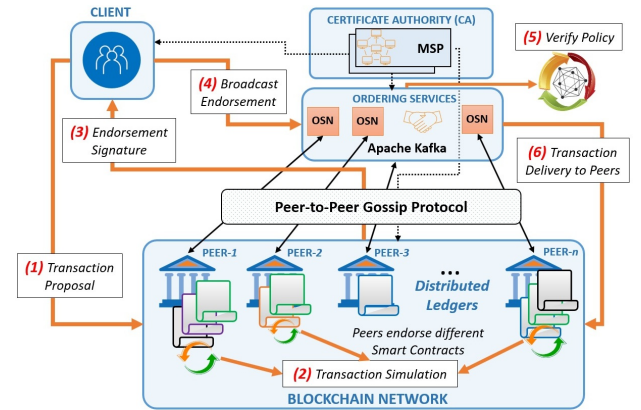 CLIENT
CERTIFICATE AUTHORITY (CA)
MSP
(5) Verify Policy
(4) Broadcast
Endorsement
ORDERING SERVICES
OSN
OSN
OSN
Apache Kafka
(3) Endorsement
Signature
(6) Transaction
Delivery to Peers
Peer-to-Peer Gossip Protocol
(1) Transaction
Proposal
PEER-1
PEER-2
PEER-3
PEER-n
...
Distributed
Ledgers
Peers endorse different
Smart Contracts
(2) Transaction Simulation
BLOCKCHAIN NETWORK